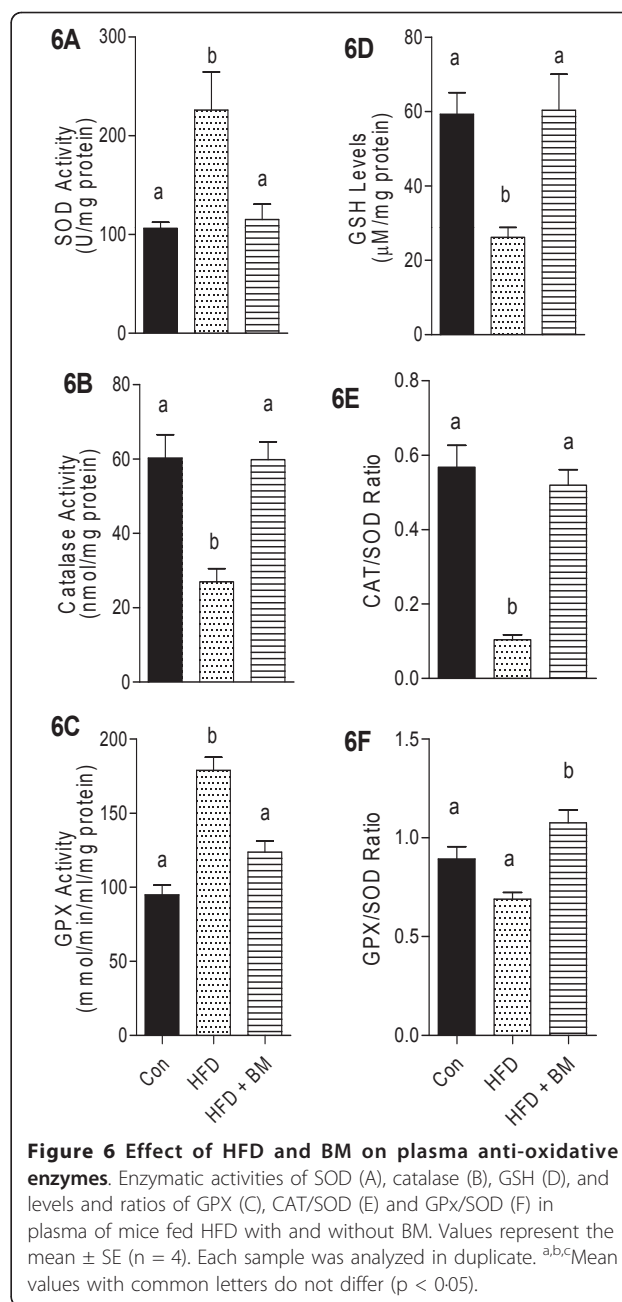 6A
300
200
100
0
SOD Activity
(U/mg protein)
a
b
a
6D
80
60
40
20
0
GSH Levels
(µM/mg protein)
a
b
a
6B
80
60
40
20
0
Catalase Activity
(nmol/mg protein)
a
b
a
6E
0.8
0.6
0.4
0.2
0.0
CAT/SOD Ratio
a
b
a
6C
200
150
100
50
0
GPX Activity
(mmol/min/ml/mg protein)
a
b
a
Con
HFD
HFD + BM
6F
1.5
1.0
0.5
0.0
GPX/SOD Ratio
a
a
b
Con
HFD
HFD + BM
Figure 6 Effect of HFD and BM on plasma anti-oxidative
enzymes. Enzymatic activities of SOD (A), catalase (B), GSH (D), and
levels and ratios of GPX (C), CAT/SOD (E) and GPx/SOD (F) in
plasma of mice fed HFD with and without BM. Values represent the
mean ± SE (n = 4). Each sample was analyzed in duplicate. a,b,cMean
values with common letters do not differ (p < 0·05).